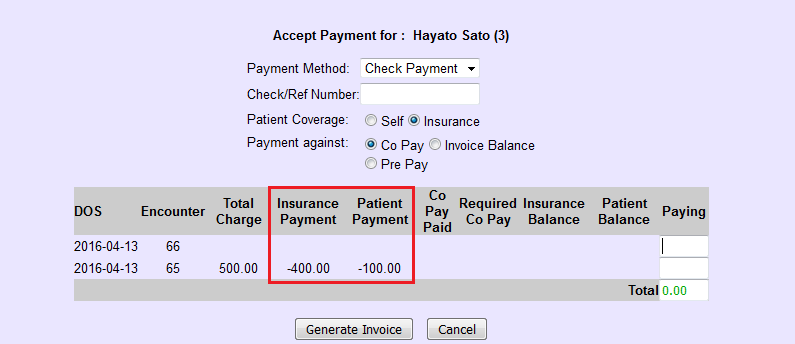 Accept Payment for : Hayato Sato (3)
Payment Method: Check Payment
Check/Ref Number:
Patient Coverage: Self Insurance
Payment against: Co Pay Invoice Balance
Pre Pay
DOS Encounter Total Charge Insurance Payment Patient Payment Co Pay Paid Required Co Pay Insurance Balance Patient Balance Paying
2016-04-13 66
2016-04-13 65 500.00 -400.00 -100.00
Total 0.00
Generate Invoice Cancel